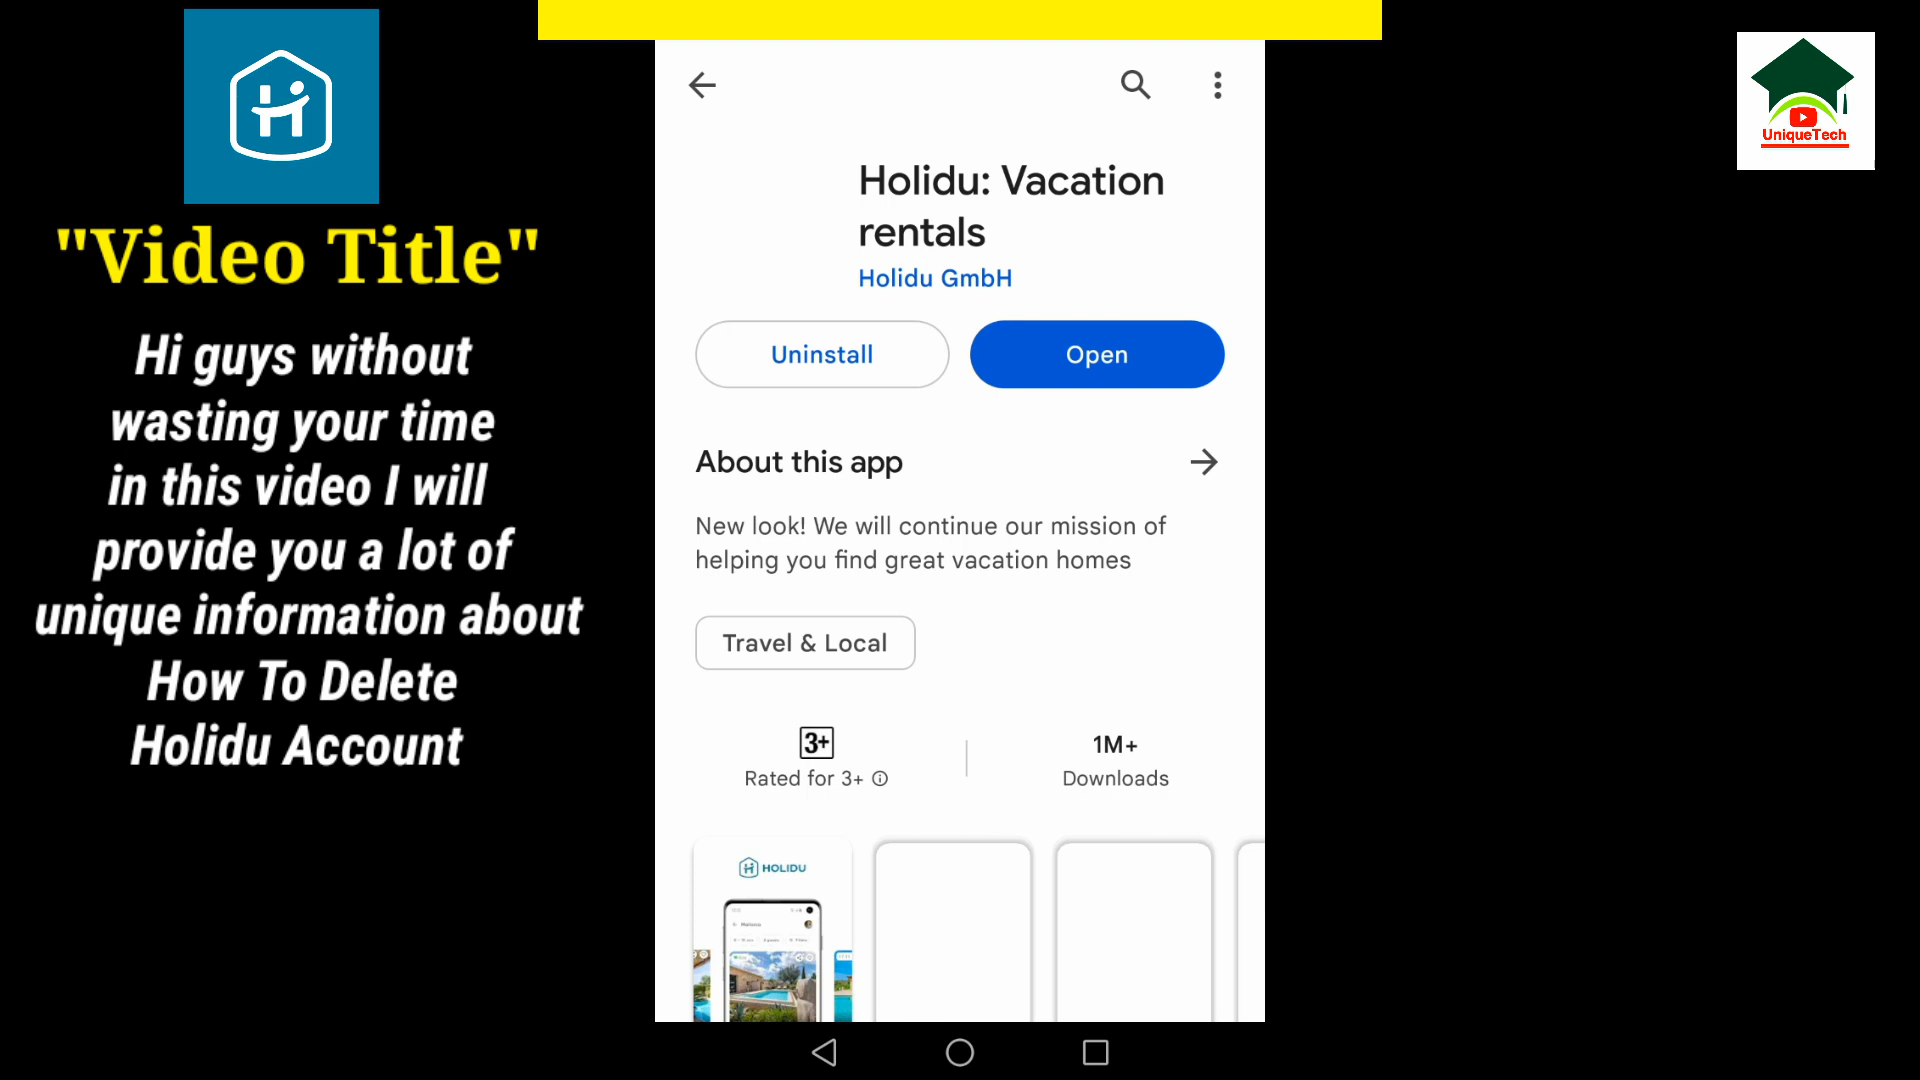 "Video Title"
Hi guys without
wasting your time
in this video I will
provide you a lot of
unique information about
How To Delete
Holidu Account
Holidu: Vacation
rentals
Holidu GmbH
Uninstall
Open
About this app
New look! We will continue our mission of
helping you find great vacation homes
Travel & Local
3+
Rated for 3+
1M+
Downloads
HOLIDU
UniqueTech